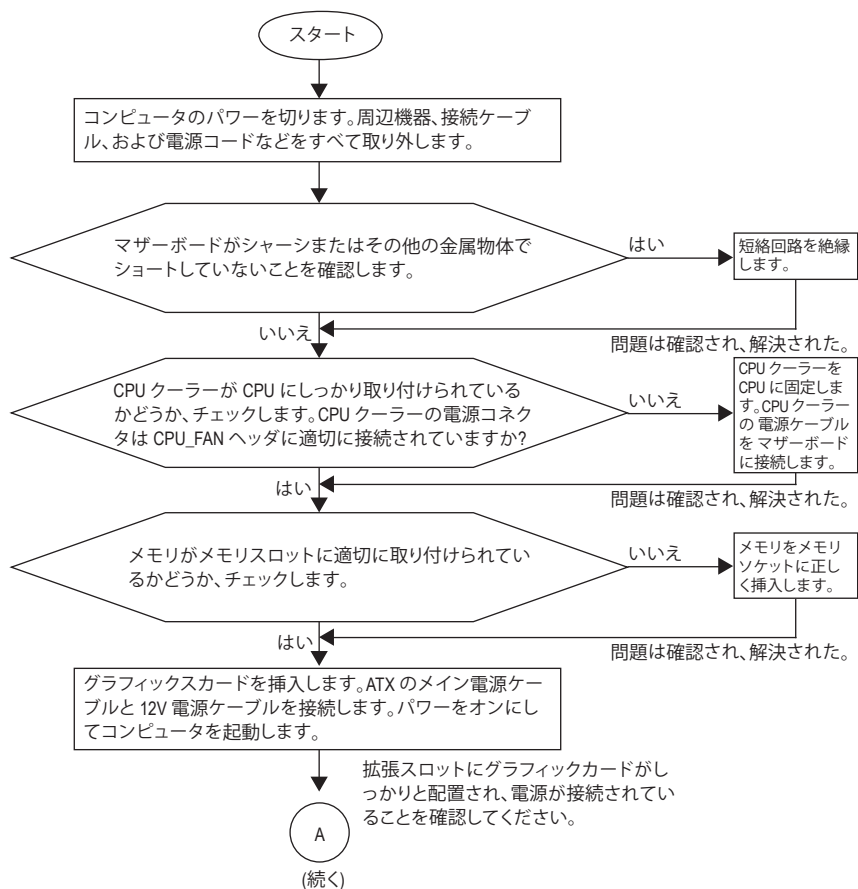 スタート
コンピュータのパワーを切ります。周辺機器、接続ケーブ
ル、および電源コードなどをすべて取り外します。
マザーボードがシャーシまたはその他の金属物体で
ショートしていないことを確認します。
はい
短絡回路を絶縁
します。
いいえ
問題は確認され、解決された。
CPU クーラーが CPU にしっかり取り付けられている
かどうか、チェックします。CPU クーラーの電源コネク
タは CPU_FAN ヘッダに適切に接続されていますか?
いいえ
CPU クーラーを
CPU に固定しま
す。CPU クーラー
の 電源ケーブル
を マザーボード
に接続します。
はい
問題は確認され、解決された。
メモリがメモリスロットに適切に取り付けられてい
るかどうか、チェックします。
いいえ
メモリをメモリ
ソケットに正し
く挿入します。
はい
問題は確認され、解決された。
グラフィックスカードを挿入します。ATX のメイン電源ケー
ブルと 12V 電源ケーブルを接続します。パワーをオンにし
てコンピュータを起動します。
拡張スロットにグラフィックカードがし
っかりと配置され、電源が接続されてい
ることを確認してください。
A
(続く)